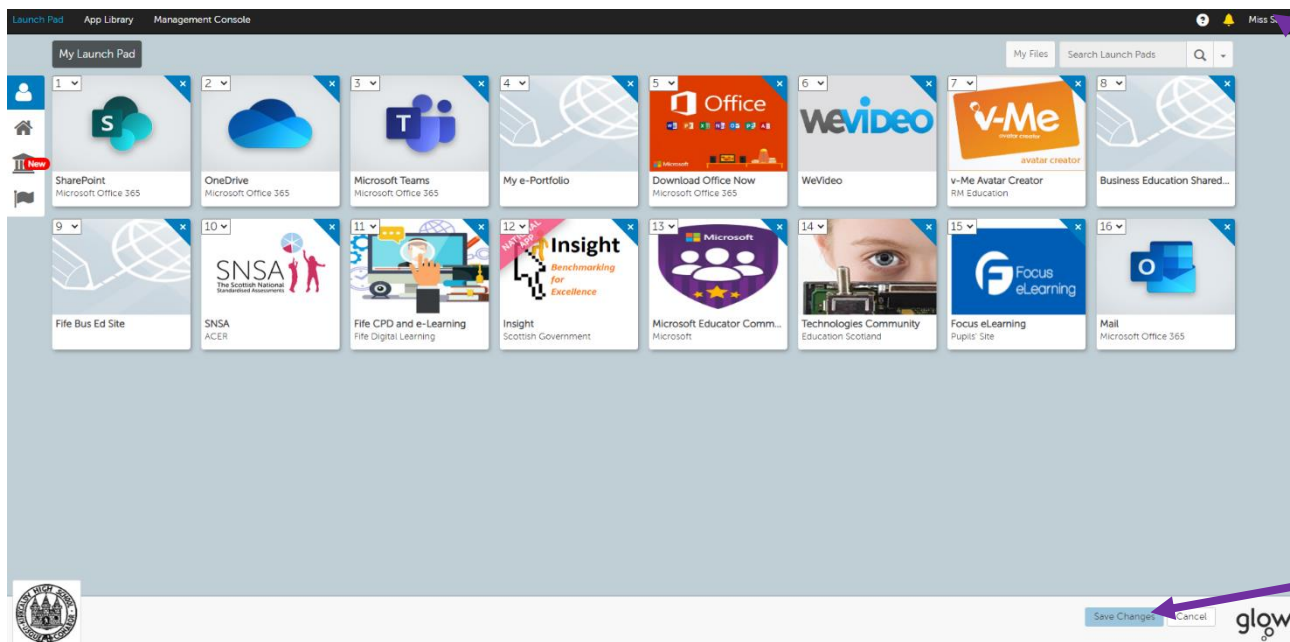 Launch Pad App Library Management Console ? Miss
My Launch Pad My Files Search Launch Pads
1 2 3 4 5 6 7 8
S T Office WeVIDEO v-Me
avatar creator
Microsoft
SharePoint OneDrive Microsoft Teams My e-Portfolio Download Office Now WeVideo v-Me Avatar Creator Business Education Shared...
Microsoft Office 365 Microsoft Office 365 Microsoft Office 365 Microsoft Office 365 RM Education
New
9 10 11 12 13 14 15 16
SNSA
The Scottish National
Standardised Assessments
NATIONAL APP
Insight
Benchmarking
for
Excellence
Microsoft
Focus
eLearning
O
Fife Bus Ed Site SNSA Fife CPD and e-Learning Insight Microsoft Educator Comm... Technologies Community Focus eLearning Mail
ACER Fife Digital Learning Scottish Government Microsoft Education Scotland Pupils' Site Microsoft Office 365
KIRKCALDY HIGH SCHOOL
Save Changes Cancel glow